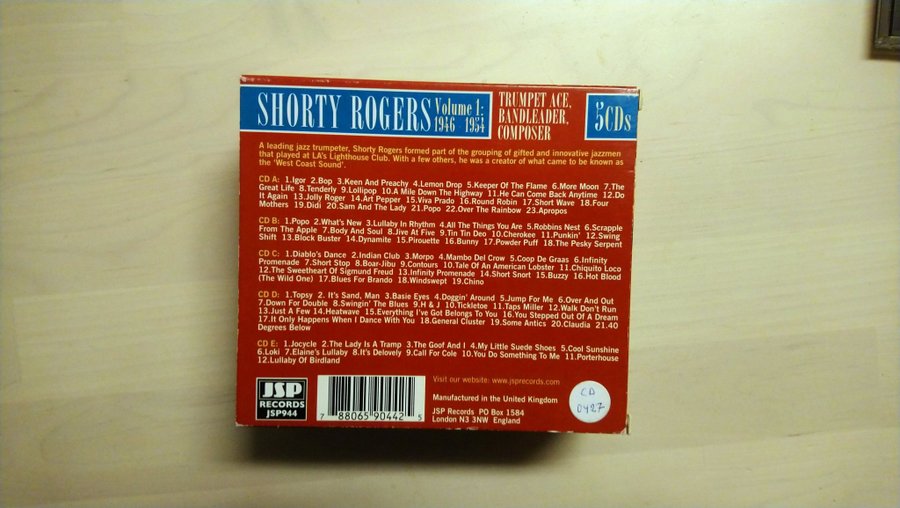 SHORTY ROGERS Volume 1: 1946 1954
TRUMPET ACE,
BANDLEADER,
COMPOSER
5CDs
A leading jazz trumpeter, Shorty Rogers formed part of the grouping of gifted and innovative jazzmen
that played at LA's Lighthouse Club. With a few others, he was a creator of what came to be known as
the 'West Coast Sound'.
CD A: 1.Igor 2.Bop 3.Keen And Preachy 4.Lemon Drop 5.Keeper Of The Flame 6.More Moon 7.The
Great Life 8.Tenderly 9.Lollipop 10.A Mile Down The Highway 11.He Can Come Back Anytime 12.Do
It Again 13.Jolly Roger 14.Art Pepper 15.Viva Prado 16.Round Robin 17.Short Wave 18.Four
Mothers 19.Didi 20.Sam And The Lady 21.Popo 22.Over The Rainbow 23.Apropos
CD B: 1.Popo 2.What's New 3.Lullaby In Rhythm 4.All The Things You Are 5.Robbins Nest 6.Scrapple
From The Apple 7.Body And Soul 8.Jive At Five 9.Tin Tin Deo 10.Cherokee 11.Punkin' 12.Swing
Shift 13.Block Buster 14.Dynamite 15.Pirouette 16.Bunny 17.Powder Puff 18.The Pesky Serpent
CD C: 1.Diablo's Dance 2.Indian Club 3.Morpo 4.Mambo Del Crow 5.Coop De Graas 6.Infinity
Promenade 7.Short Stop 8.Boar-Jibu 9.Contours 10.Tale Of An American Lobster 11.Chiquito Loco
12.The Sweetheart Of Sigmund Freud 13.Infinity Promenade 14.Short Snort 15.Buzzy 16.Hot Blood
(The Wild One) 17.Blues For Brando 18.Windswept 19.Chino
CD D: 1.Topsy 2. It's Sand, Man 3.Basie Eyes 4.Doggin' Around 5.Jump For Me 6.Over And Out
7.Down For Double 8.Swingin' The Blues 9.H & J 10.Tickletoe 11.Taps Miller 12.Walk Don't Run
13.Just A Few 14.Heatwave 15.Everything I've Got Belongs To You 16.You Stepped Out Of A Dream
17.It Only Happens When I Dance With You 18.General Cluster 19.Some Antics 20.Claudia 21.40
Degrees Below
CD E: 1.Jocycle 2.The Lady Is A Tramp 3.The Goof And I 4.My Little Suede Shoes 5.Cool Sunshine
6.Loki 7.Elaine's Lullaby 8.It's Delovely 9.Call For Cole 10.You Do Something To Me 11.Porterhouse
12.Lullaby Of Birdland
Visit our website: www.jsprecords.com
JSP
RECORDS
JSP944
7 88065 90442 5
Manufactured in the United Kingdom
JSP Records PO Box 1584
London N3 3NW England
CD
0427